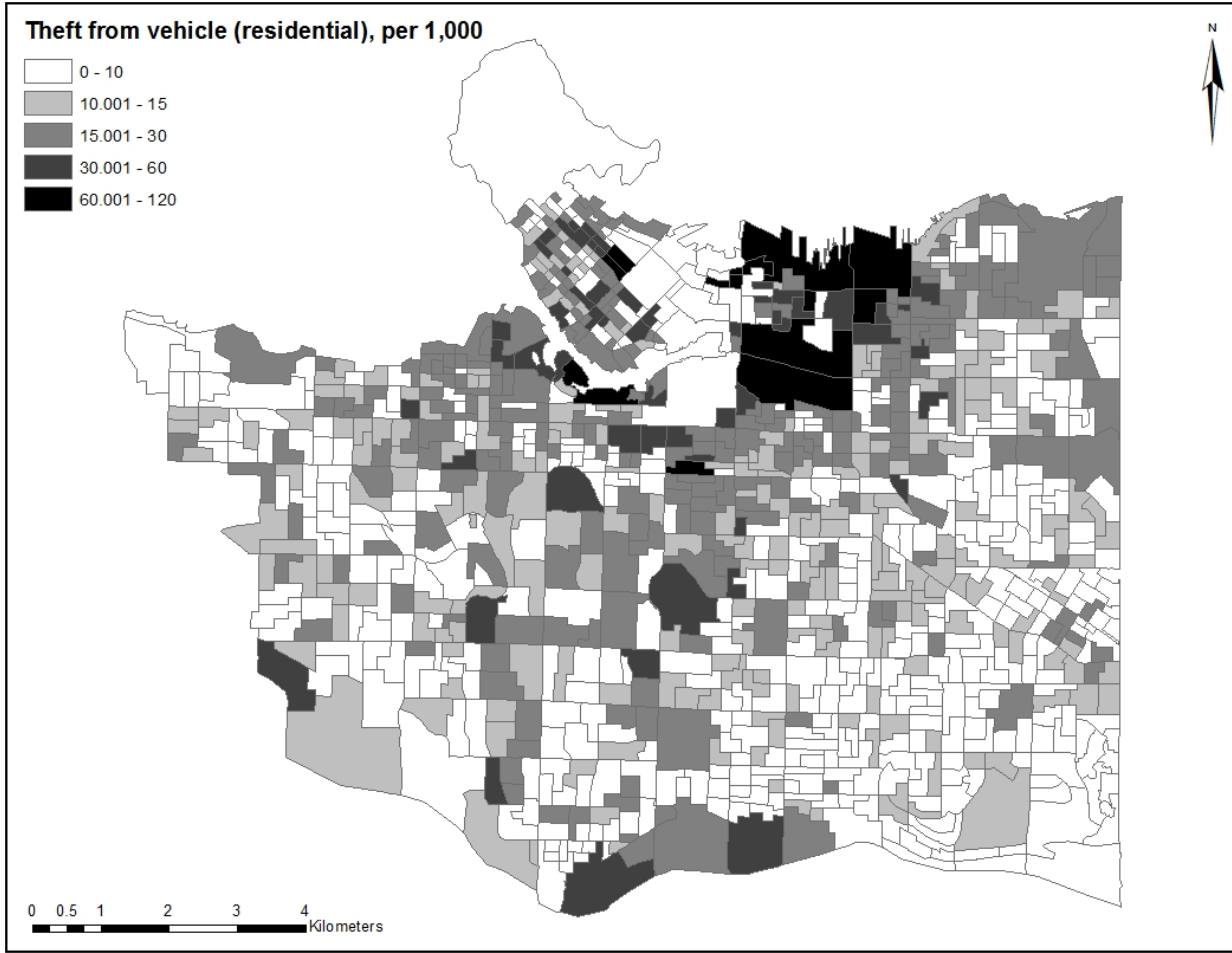 Theft from vehicle (residential), per 1,000
0 - 10
10.001 - 15
15.001 - 30
30.001 - 60
60.001 - 120
N
0 0.5 1 2 3 4
Kilometers